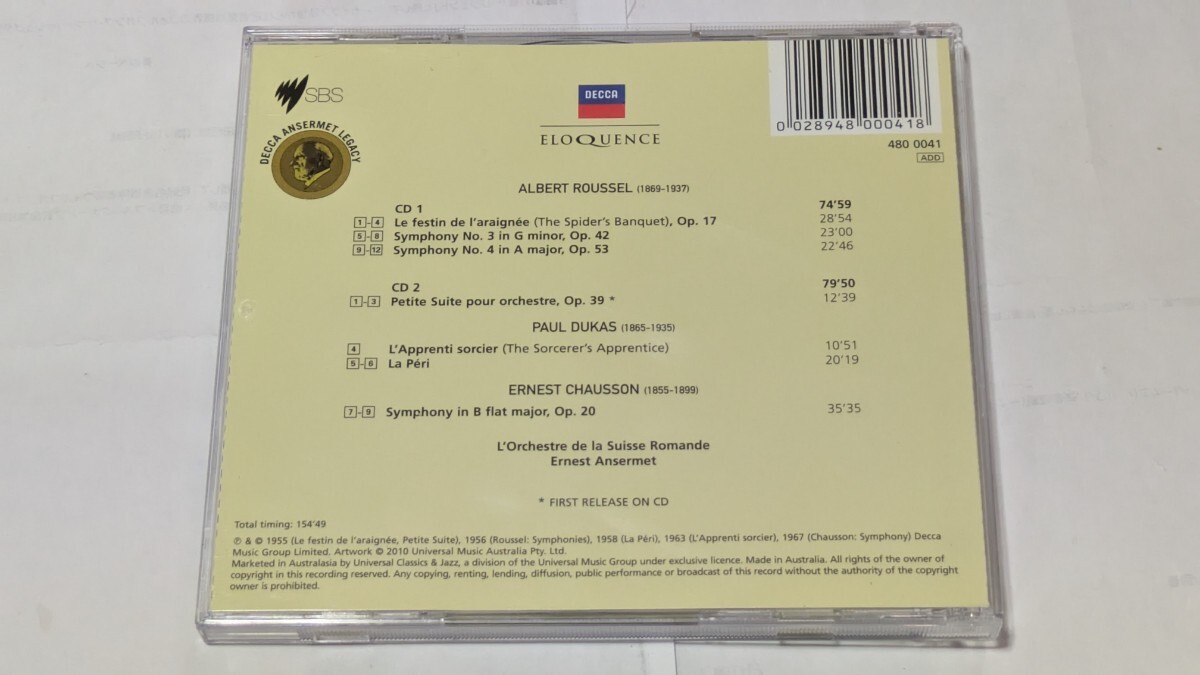 SBS
DECCA ANSERMET LEGACY
DECCA
ELOQUENCE
0 028948 000418
480 0041
ADD
ALBERT ROUSSEL (1869-1937)
CD 1 74'59
1-4 Le festin de l'araignée (The Spider's Banquet), Op. 17 28'54
5-8 Symphony No. 3 in G minor, Op. 42 23'00
9-12 Symphony No. 4 in A major, Op. 53 22'46
CD 2 79'50
1-3 Petite Suite pour orchestre, Op. 39 * 12'39
PAUL DUKAS (1865-1935)
4 L'Apprenti sorcier (The Sorcerer's Apprentice) 10'51
5-6 La Péri 20'19
ERNEST CHAUSSON (1855-1899)
7-9 Symphony in B flat major, Op. 20 35'35
L'Orchestre de la Suisse Romande
Ernest Ansermet
* FIRST RELEASE ON CD
Total timing: 154'49
℗ & © 1955 (Le festin de l'araignée, Petite Suite), 1956 (Roussel: Symphonies), 1958 (La Péri), 1963 (L'Apprenti sorcier), 1967 (Chausson: Symphony) Decca
Music Group Limited. Artwork © 2010 Universal Music Australia Pty. Ltd.
Marketed in Australasia by Universal Classics & Jazz, a division of the Universal Music Group under exclusive licence. Made in Australia. All rights of the owner of
copyright in this recording reserved. Any copying, renting, lending, diffusion, public performance or broadcast of this record without the authority of the copyright
owner is prohibited.